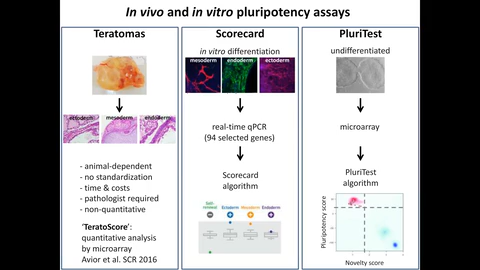 In vivo and in vitro pluripotency assays
Teratomas
ectoderm mesoderm endoderm
- animal-dependent
- no standardization
- time & costs
- pathologist required
- non-quantitative
‘TeratoScore’:
quantitative analysis
by microarray
Avior et al. SCR 2016
Scorecard
in vitro differentiation
mesoderm endoderm ectoderm
real-time qPCR
(94 selected genes)
Scorecard
algorithm
Ectoderm Mesoderm Endoderm
PluriTest
undifferentiated
microarray
PluriTest
algorithm
Pluripotency score
Novelty score